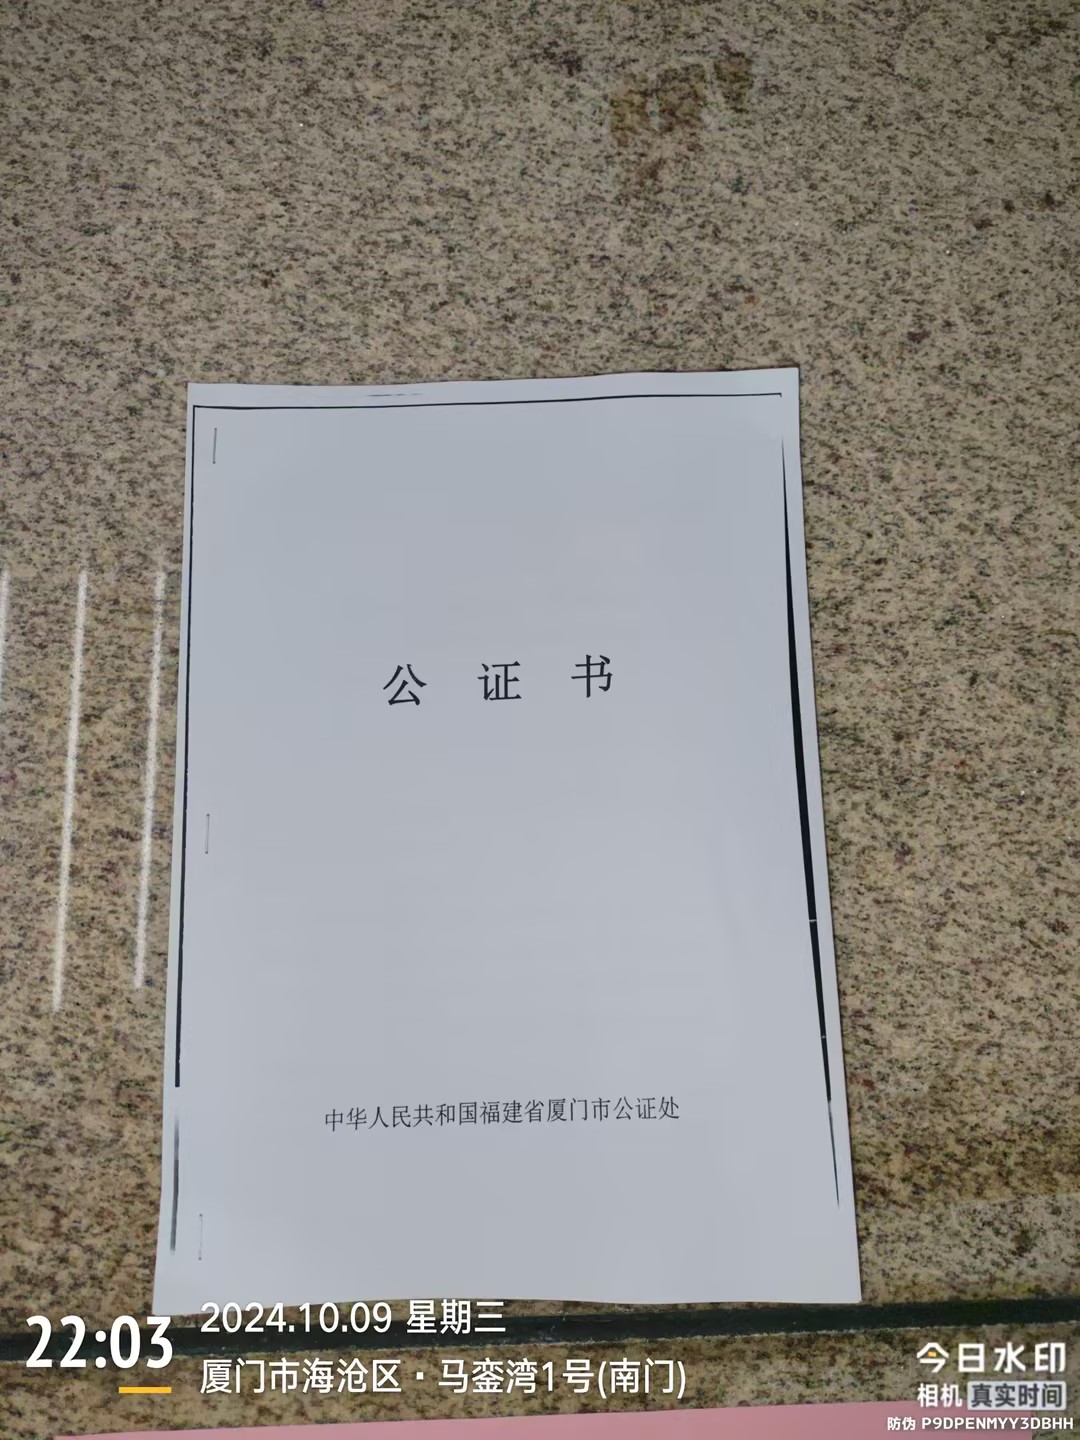 公 证 书
中华人民共和国福建省厦门市公证处
22:03
2024.10.09 星期三
厦门市海沧区·马銮湾1号(南门)
今日水印
相机 真实时间
防伪 P9DPENMYY3DBHH